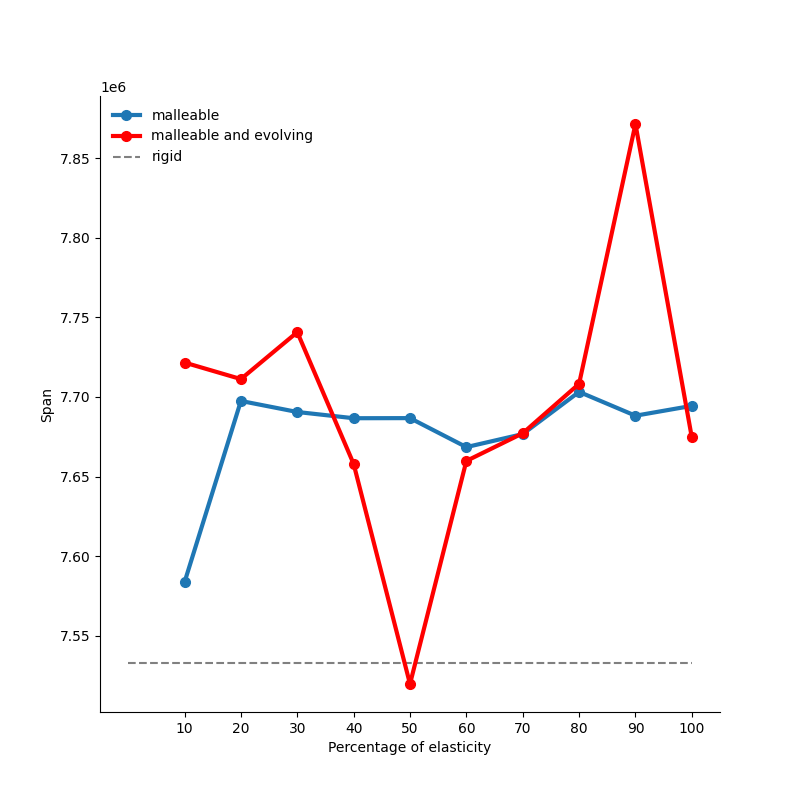 1e6
malleable
malleable and evolving
rigid
7.85
7.80
7.75
7.70
7.65
7.60
7.55
Span
10 20 30 40 50 60 70 80 90 100
Percentage of elasticity